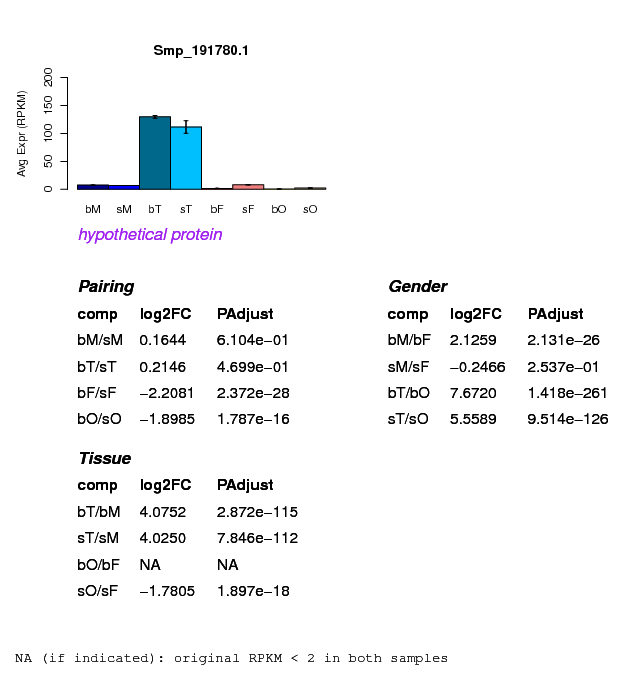 Smp_191780.1
Avg Expr (RPKM)
200
150
100
50
0
bM sM bT sT bF sF bO sO
hypothetical protein
Pairing
comp log2FC PAdjust
bM/sM 0.1644 6.104e−01
bT/sT 0.2146 4.699e−01
bF/sF −2.2081 2.372e−28
bO/sO −1.8985 1.787e−16
Gender
comp log2FC PAdjust
bM/bF 2.1259 2.131e−26
sM/sF −0.2466 2.537e−01
bT/bO 7.6720 1.418e−261
sT/sO 5.5589 9.514e−126
Tissue
comp log2FC PAdjust
bT/bM 4.0752 2.872e−115
sT/sM 4.0250 7.846e−112
bO/bF NA NA
sO/sF −1.7805 1.897e−18
NA (if indicated): original RPKM < 2 in both samples